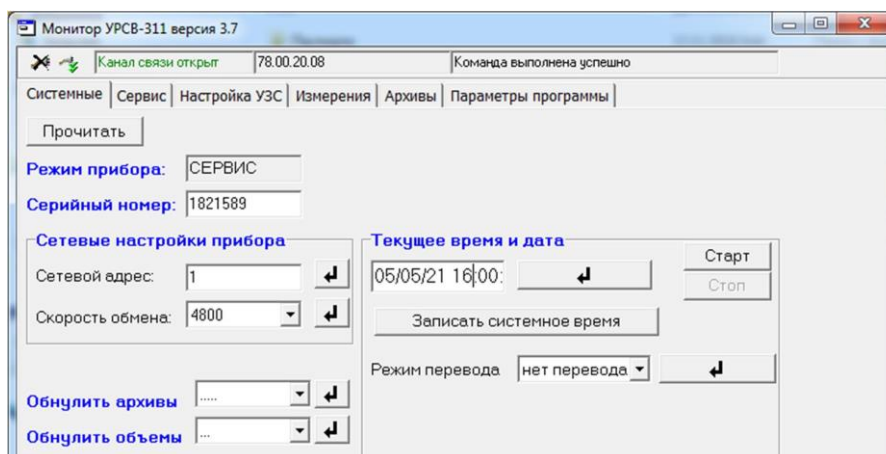 Монитор УРСВ-311 версия 3.7
Канал связи открыт 78.00.20.08 Команда выполнена успешно
Системные Сервис Настройка УЗС Измерения Архивы Параметры программы
Прочитать
Режим прибора: СЕРВИС
Серийный номер: 1821589
Сетевые настройки прибора
Сетевой адрес: 1
Скорость обмена: 4800
Текущее время и дата
05/05/21 16:00:
Старт
Стоп
Записать системное время
Режим перевода нет перевода
Обнулить архивы .....
Обнулить объемы ...